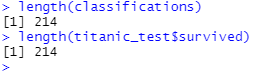 > length(classifications)
[1] 214
> length(titanic_test$survived)
[1] 214
>